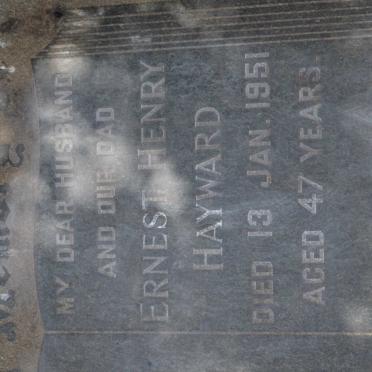 MY DEAR HUSBAND
AND OUR DAD
ERNEST HENRY
HAYWARD
DIED 13 JAN. 1951
AGED 47 YEARS.